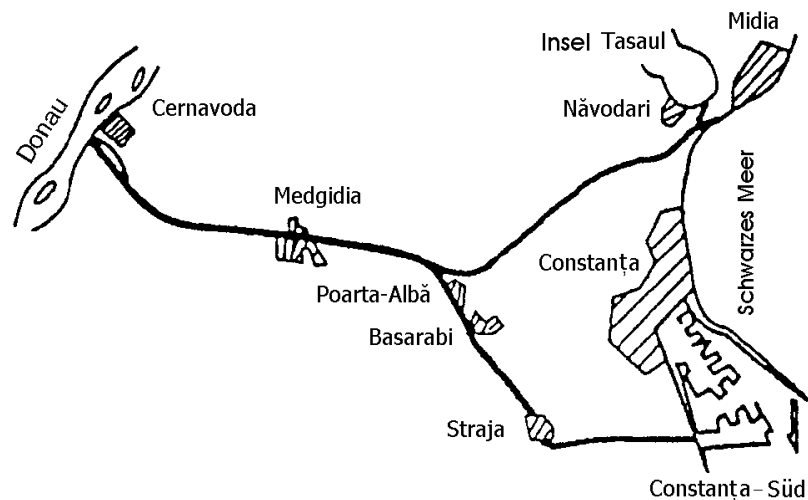 Midia
Insel Tasaul
Năvodari
Cernavoda
Donau
Medgidia
Schwarzes Meer
Constanța
Poarta-Albă
Basarabi
Straja
Constanța-Süd